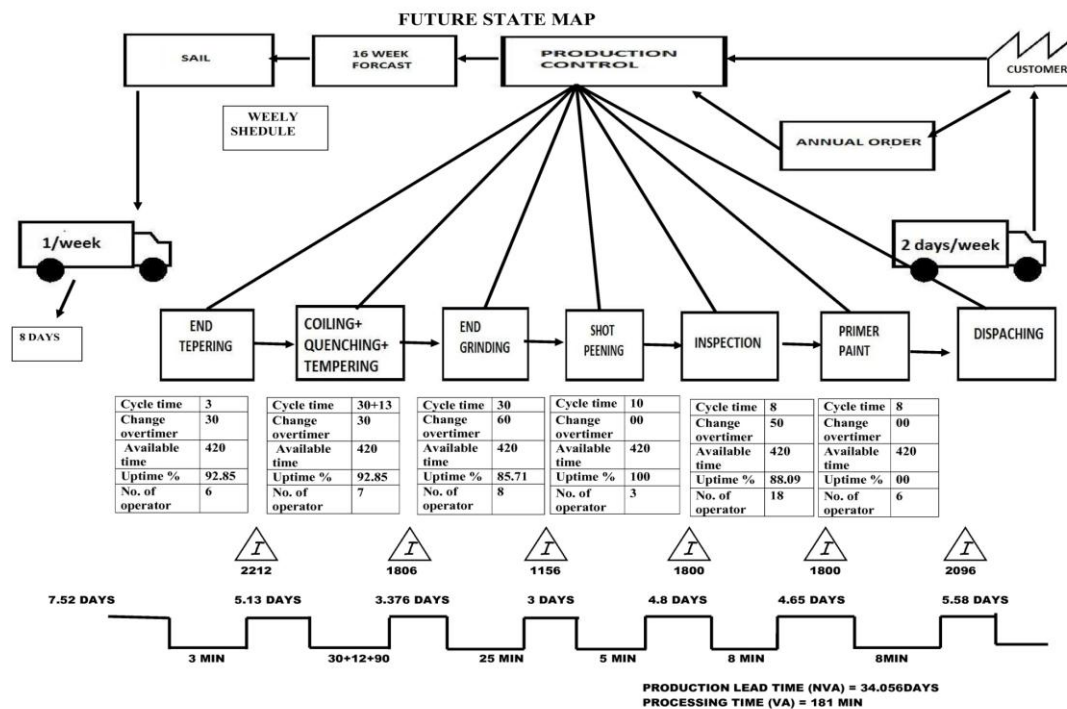 FUTURE STATE MAP
SAIL
16 WEEK
FORCAST
PRODUCTION
CONTROL
CUSTOMER
WEELY
SHEDULE
ANNUAL ORDER
1/week
2 days/week
8 DAYS
END
TEPERING
COILING+
QUENCHING+
TEMPERING
END
GRINDING
SHOT
PEENING
INSPECTION
PRIMER
PAINT
DISPACHING
Cycle time 3
Change overtimer 30
Available time 420
Uptime % 92.85
No. of operator 6
Cycle time 30+13
Change overtimer 30
Available time 420
Uptime % 92.85
No. of operator 7
Cycle time 30
Change overtimer 60
Available time 420
Uptime % 85.71
No. of operator 8
Cycle time 10
Change overtimer 00
Available time 420
Uptime % 100
No. of operator 3
Cycle time 8
Change overtimer 50
Available time 420
Uptime % 88.09
No. of operator 18
Cycle time 8
Change overtimer 00
Available time 420
Uptime % 00
No. of operator 6
I I I I I I
2212 1806 1156 1800 1800 2096
7.52 DAYS 5.13 DAYS 3.376 DAYS 3 DAYS 4.8 DAYS 4.65 DAYS 5.58 DAYS
3 MIN 30+12+90 25 MIN 5 MIN 8 MIN 8MIN
PRODUCTION LEAD TIME (NVA) = 34.056DAYS
PROCESSING TIME (VA) = 181 MIN